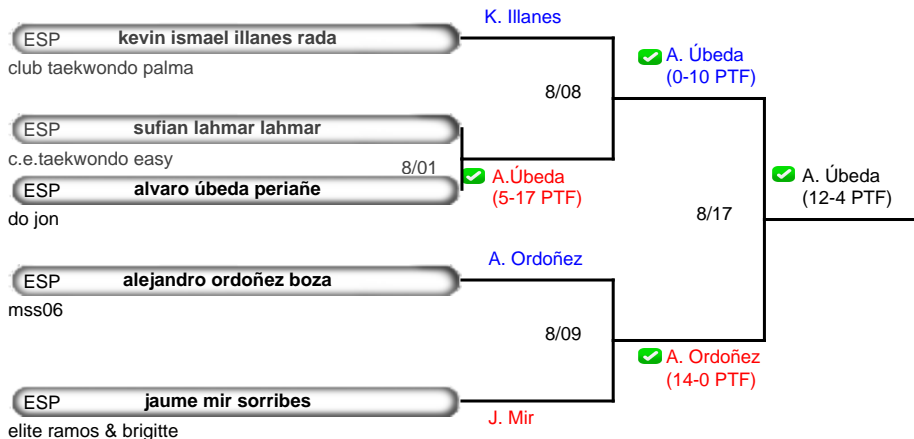 K. Illanes
ESP kevin ismael illanes rada
club taekwondo palma
A. Úbeda
(0-10 PTF)
8/08
ESP sufian lahmar lahmar
c.e.taekwondo easy
8/01
ESP alvaro úbeda periañe
do jon
A.Úbeda
(5-17 PTF)
A. Úbeda
(12-4 PTF)
8/17
A. Ordoñez
ESP alejandro ordoñez boza
mss06
8/09
A. Ordoñez
(14-0 PTF)
ESP jaume mir sorribes
elite ramos & brigitte
J. Mir